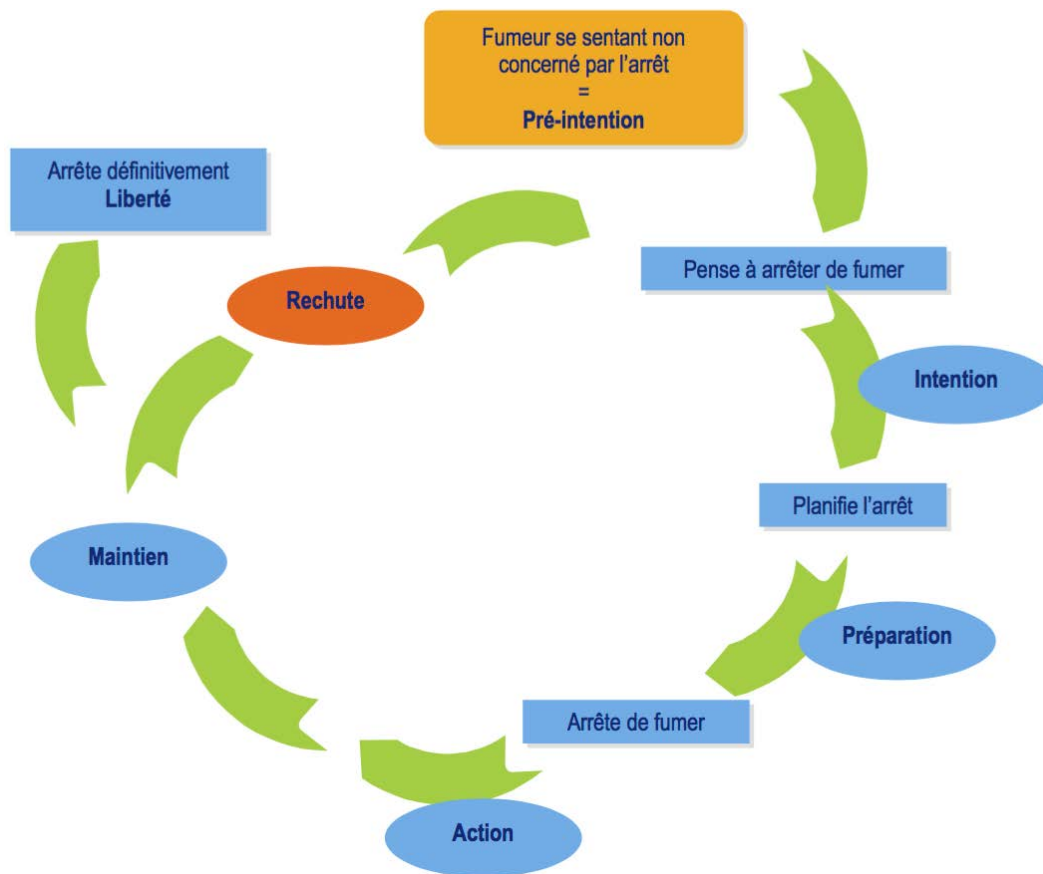 Fumeur se sentant non
concerné par l'arrêt
=
Pré-intention
Pense à arrêter de fumer
Intention
Planifie l'arrêt
Préparation
Arrête de fumer
Action
Maintien
Rechute
Arrête définitivement
Liberté